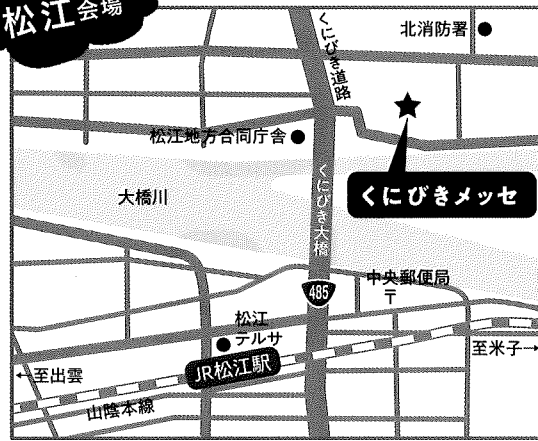 松江会場
くにびき道路
北消防署
松江地方合同庁舎
くにびきメッセ
大橋川
くにびき大橋
485
中央郵便局
〒
松江
テルサ
JR松江駅
←至出雲
至米子→
山陰本線